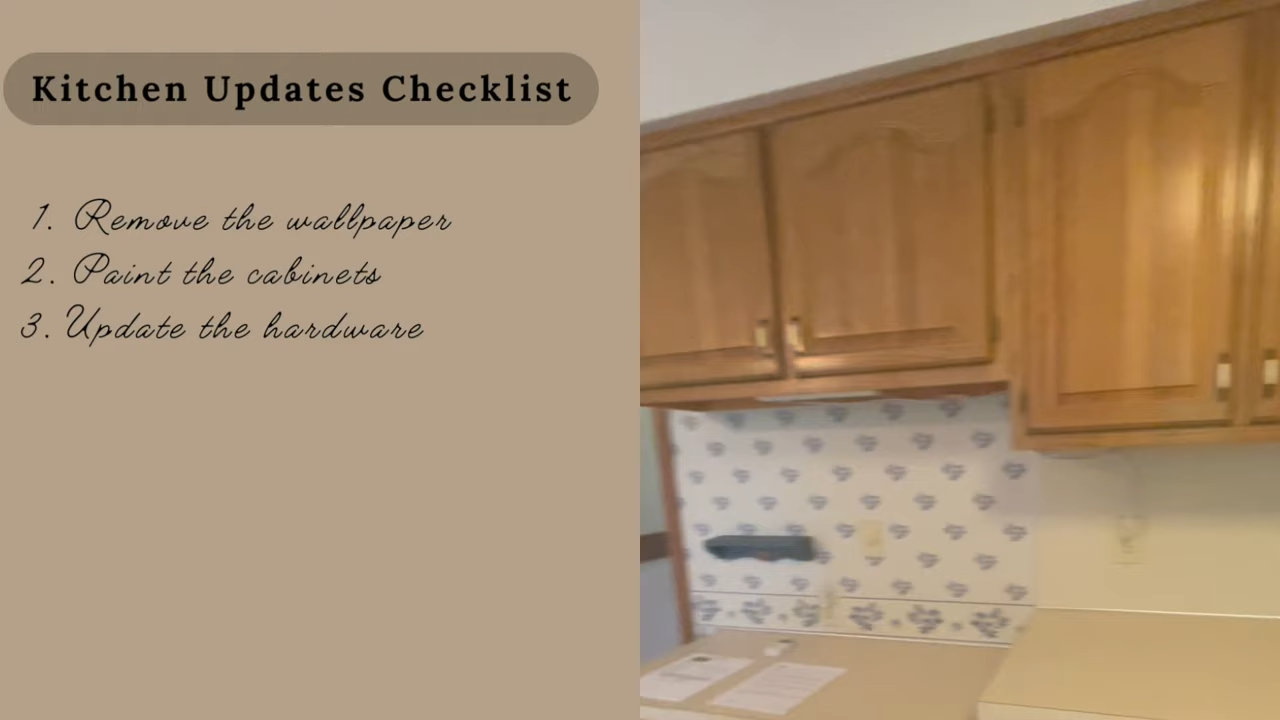 Kitchen Updates Checklist
1. Remove the wallpaper
2. Paint the cabinets
3. Update the hardware